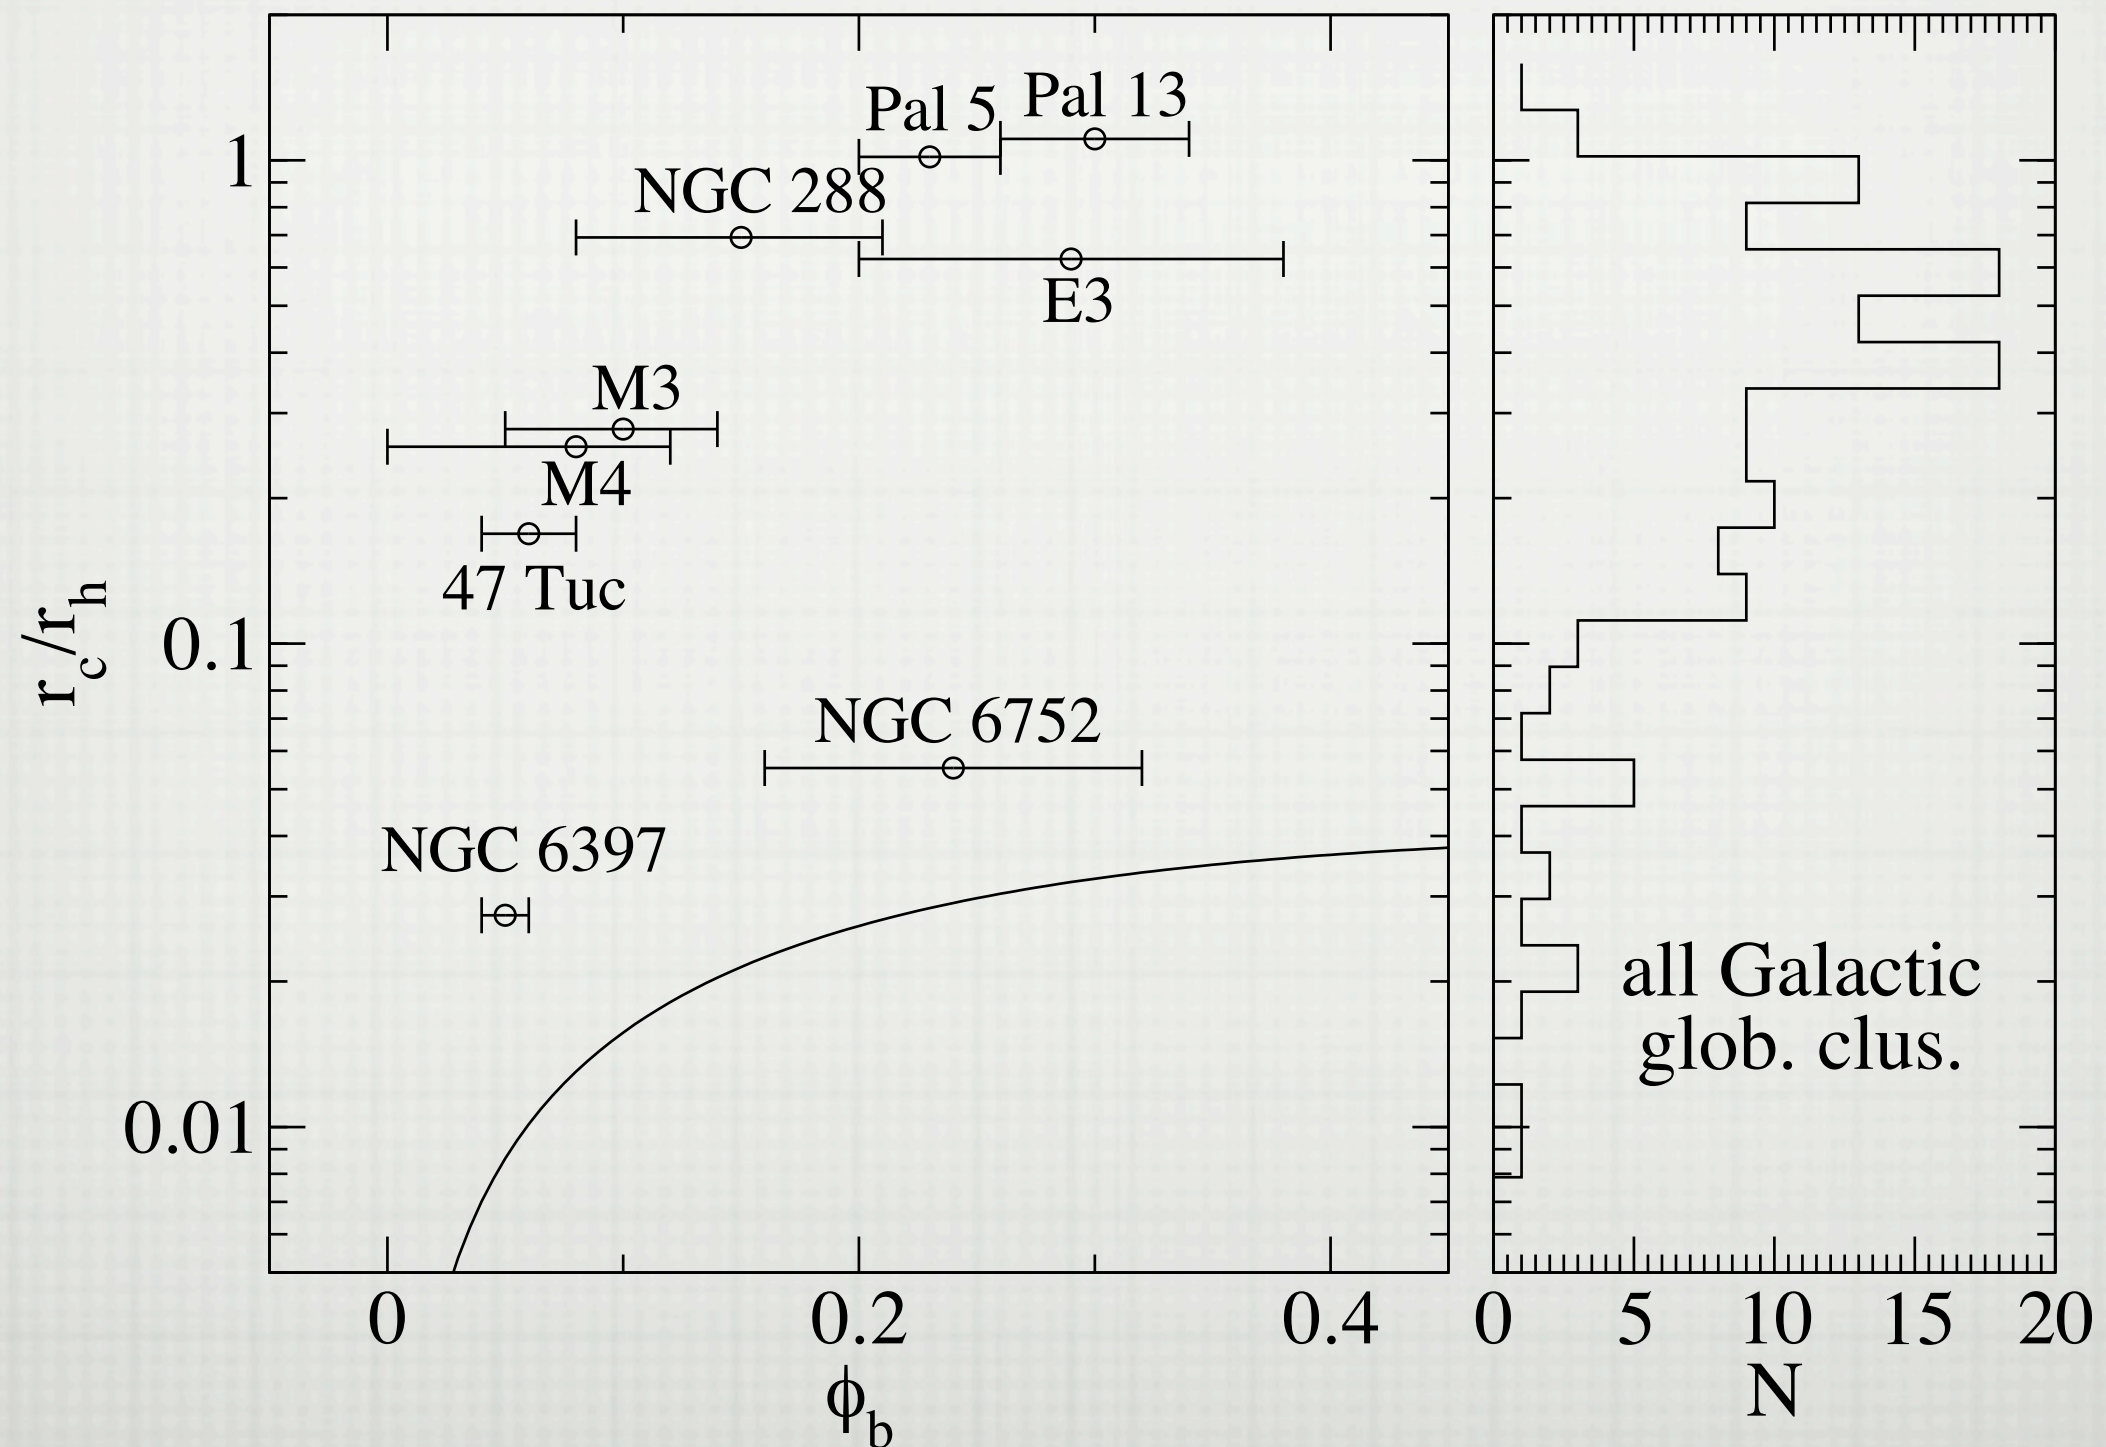 Pal 5
Pal 13
1
NGC 288
E3
M3
M4
47 Tuc
r_c/r_h
0.1
NGC 6752
NGC 6397
all Galactic
glob. clus.
0.01
0
0.2
0.4
0
5
10
15
20
ϕ_b
N